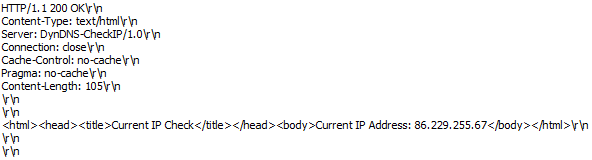 HTTP/1.1 200 OK\r\n
Content-Type: text/html\r\n
Server: DynDNS-CheckIP/1.0\r\n
Connection: close\r\n
Cache-Control: no-cache\r\n
Pragma: no-cache\r\n
Content-Length: 105\r\n
\r\n
\r\n
<html><head><title>Current IP Check</title></head><body>Current IP Address: 86.229.255.67</body></html>\r\n
\r\n
\r\n